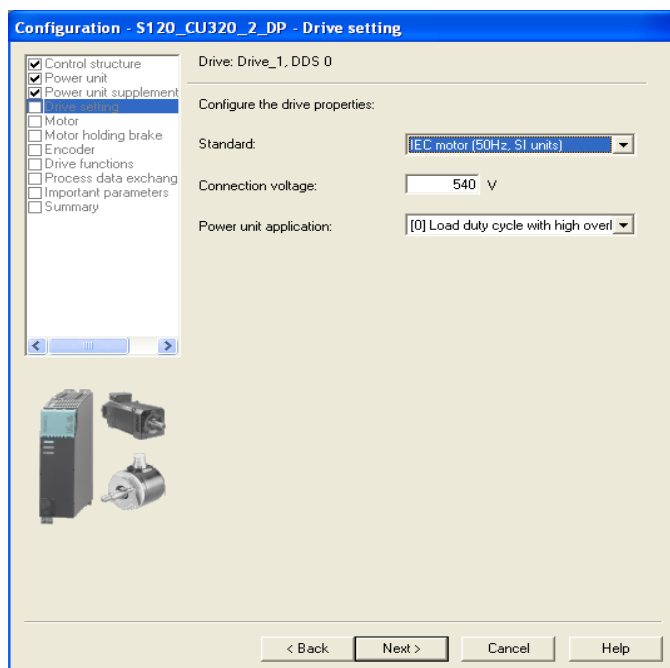 Configuration - S120_CU320_2_DP - Drive setting
Control structure
Power unit
Power unit supplement
Drive setting
Motor
Motor holding brake
Encoder
Drive functions
Process data exchang
Important parameters
Summary
Drive: Drive_1, DDS 0
Configure the drive properties:
Standard:
IEC motor (50Hz, SI units)
Connection voltage:
540 V
Power unit application:
[0] Load duty cycle with high overl
< Back
Next >
Cancel
Help